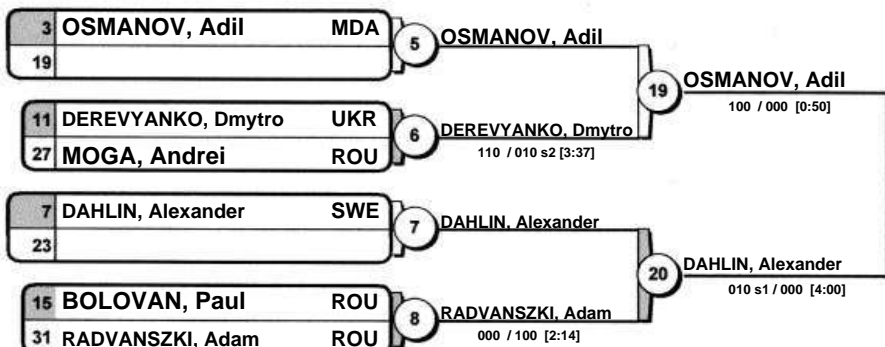 3 OSMANOV, Adil MDA
19
5
OSMANOV, Adil
11 DEREVYANKO, Dmytro UKR
27 MOGA, Andrei ROU
6
DEREVYANKO, Dmytro
110 / 010 s2 [3:37]
19
OSMANOV, Adil
100 / 000 [0:50]
7 DAHLIN, Alexander SWE
23
7
DAHLIN, Alexander
15 BOLOVAN, Paul ROU
31 RADVANSZKI, Adam ROU
8
RADVANSZKI, Adam
000 / 100 [2:14]
20
DAHLIN, Alexander
010 s1 / 000 [4:00]